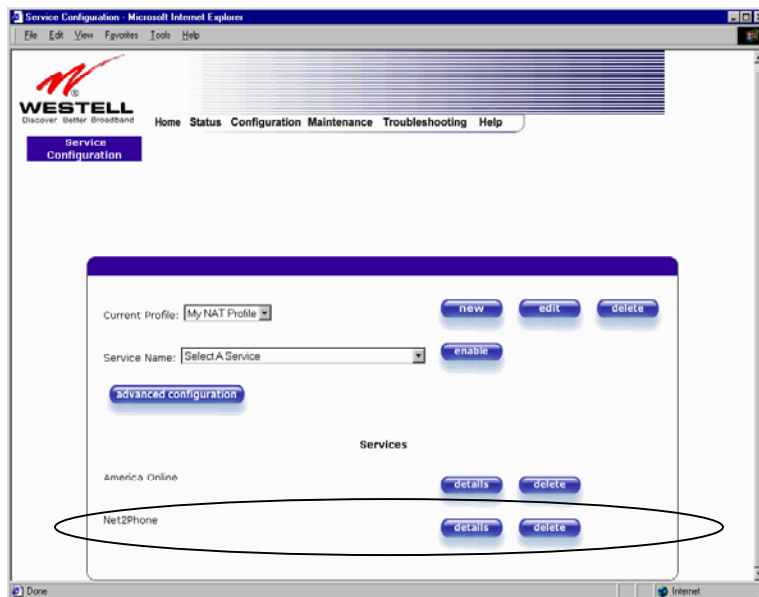 Service Configuration - Microsoft Internet Explorer
File Edit View Favorites Tools Help
®
WESTELL
Discover Better Broadband
Home Status Configuration Maintenance Troubleshooting Help
Service
Configuration
Current Profile: My NAT Profile new edit delete
Service Name: Select A Service enable
advanced configuration
Services
America Online details delete
Net2Phone details delete
Done Internet